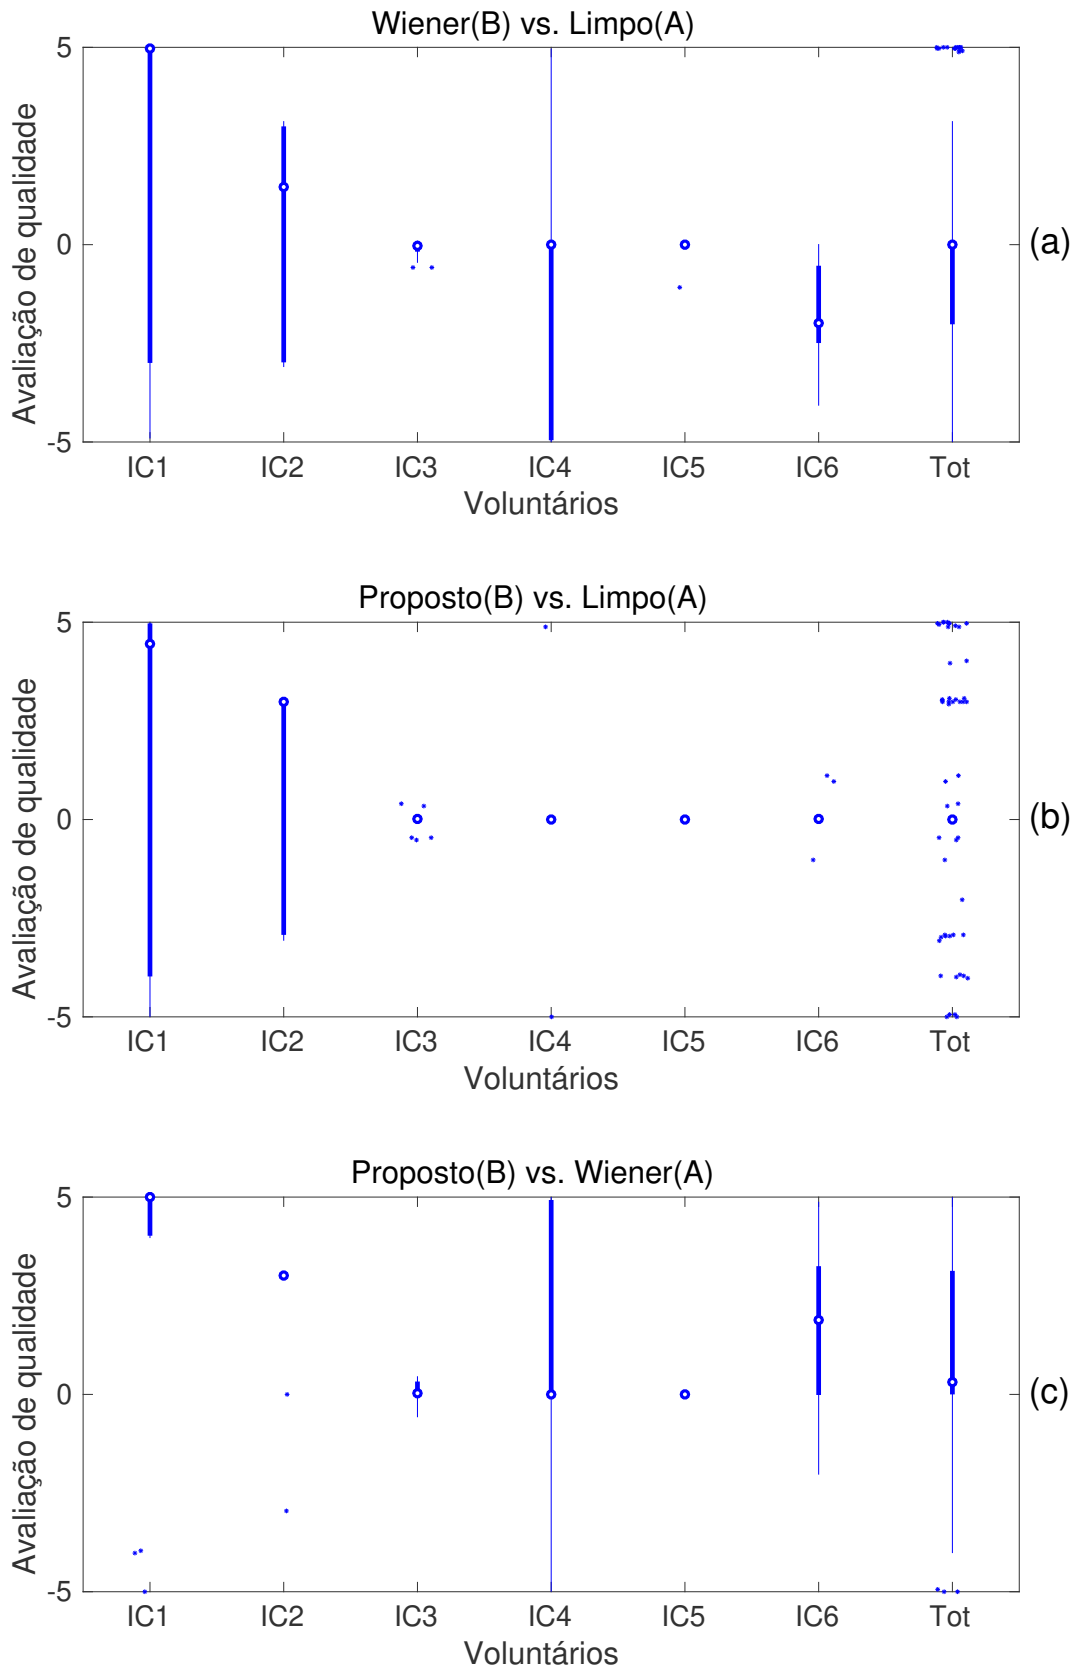 Wiener(B) vs. Limpo(A)
5
0
-5
Avaliação de qualidade
IC1 IC2 IC3 IC4 IC5 IC6 Tot
Voluntários
(a)
Proposto(B) vs. Limpo(A)
5
0
-5
Avaliação de qualidade
IC1 IC2 IC3 IC4 IC5 IC6 Tot
Voluntários
(b)
Proposto(B) vs. Wiener(A)
5
0
-5
Avaliação de qualidade
IC1 IC2 IC3 IC4 IC5 IC6 Tot
Voluntários
(c)